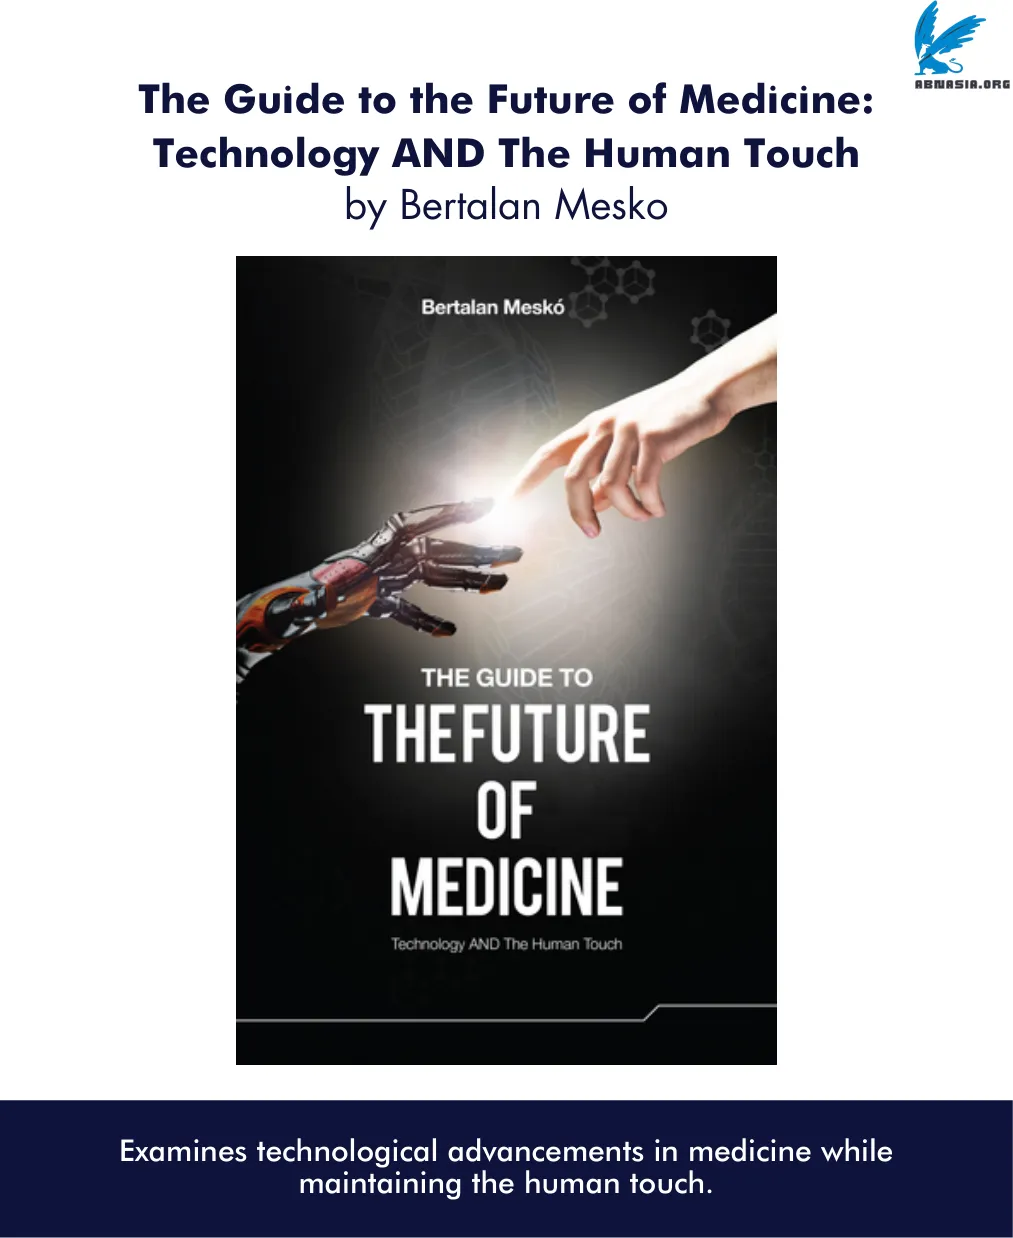 ABNASIA.ORG
The Guide to the Future of Medicine:
Technology AND The Human Touch
by Bertalan Mesko
Bertalan Meskó
THE GUIDE TO
THE FUTURE
OF
MEDICINE
Technology AND The Human Touch
Examines technological advancements in medicine while
maintaining the human touch.